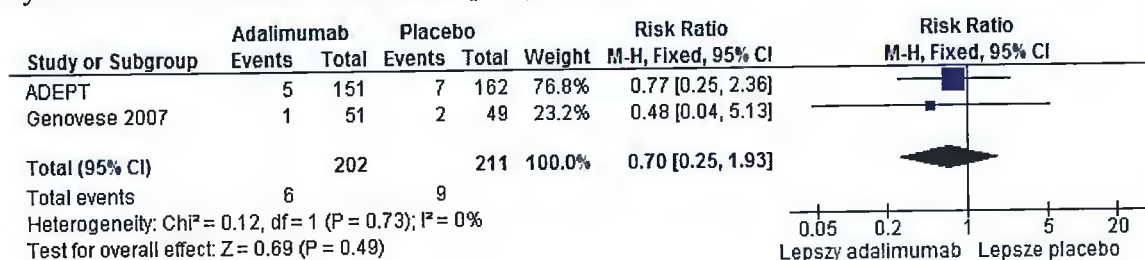 Adalimumab Placebo Risk Ratio Risk Ratio
Study or Subgroup Events Total Events Total Weight M-H, Fixed, 95% CI M-H, Fixed, 95% CI
ADEPT 5 151 7 162 76.8% 0.77 [0.25, 2.36]
Genovese 2007 1 51 2 49 23.2% 0.48 [0.04, 5.13]
Total (95% CI) 202 211 100.0% 0.70 [0.25, 1.93]
Total events 6 9
Heterogeneity: Chi² = 0.12, df = 1 (P = 0.73); I² = 0%
Test for overall effect: Z = 0.69 (P = 0.49)
0.05 0.2 1 5 20
Lepszy adalimumab Lepsze placebo